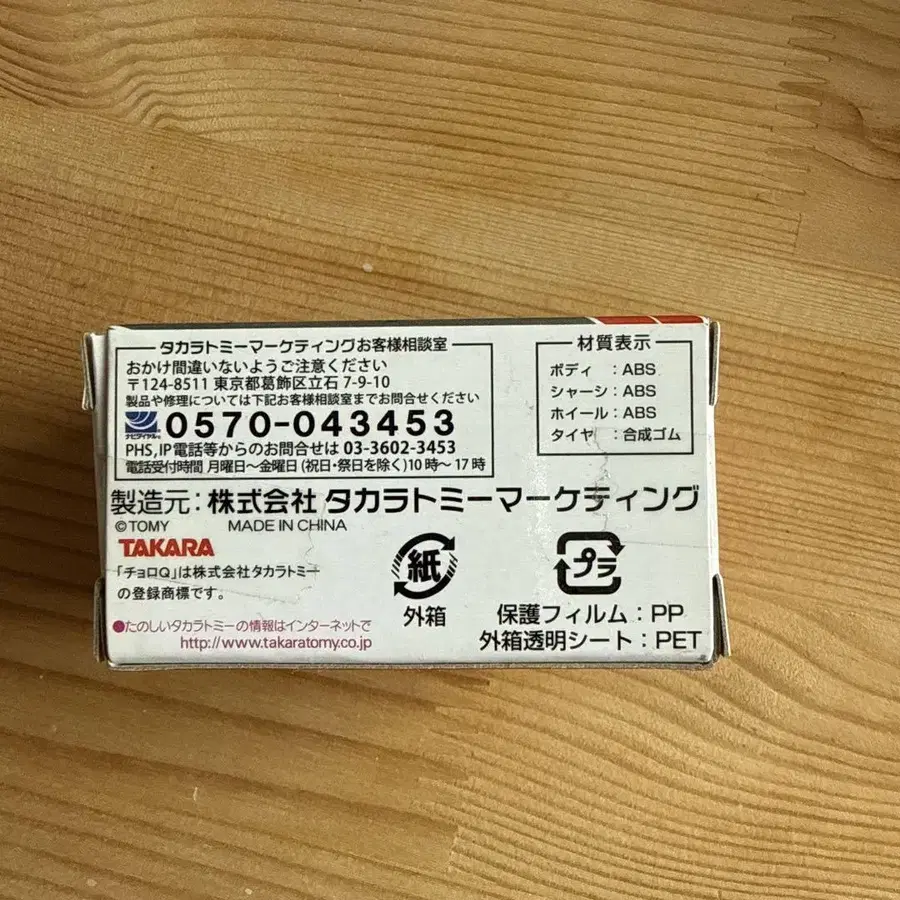 タカラトミーマーケティングお客様相談室
おかけ間違いないようご注意ください
〒124-8511 東京都葛飾区立石 7-9-10
製品や修理については下記お客様相談室までお問合せください
ナビダイヤル® 0570-043453
PHS,IP電話等からのお問合せは 03-3602-3453
電話受付時間 月曜日〜金曜日 (祝日・祭日を除く)10時〜17時
材質表示
ボディ : ABS
シャーシ : ABS
ホイール : ABS
タイヤ : 合成ゴム
製造元 : 株式会社 タカラトミーマーケティング
©TOMY MADE IN CHINA
TAKARA
「チョロQ」は株式会社タカラトミー
の登録商標です。
●たのしいタカラトミーの情報はインターネットで
http://www.takaratomy.co.jp
紙
外箱
プラ
保護フィルム : PP
外箱透明シート : PET